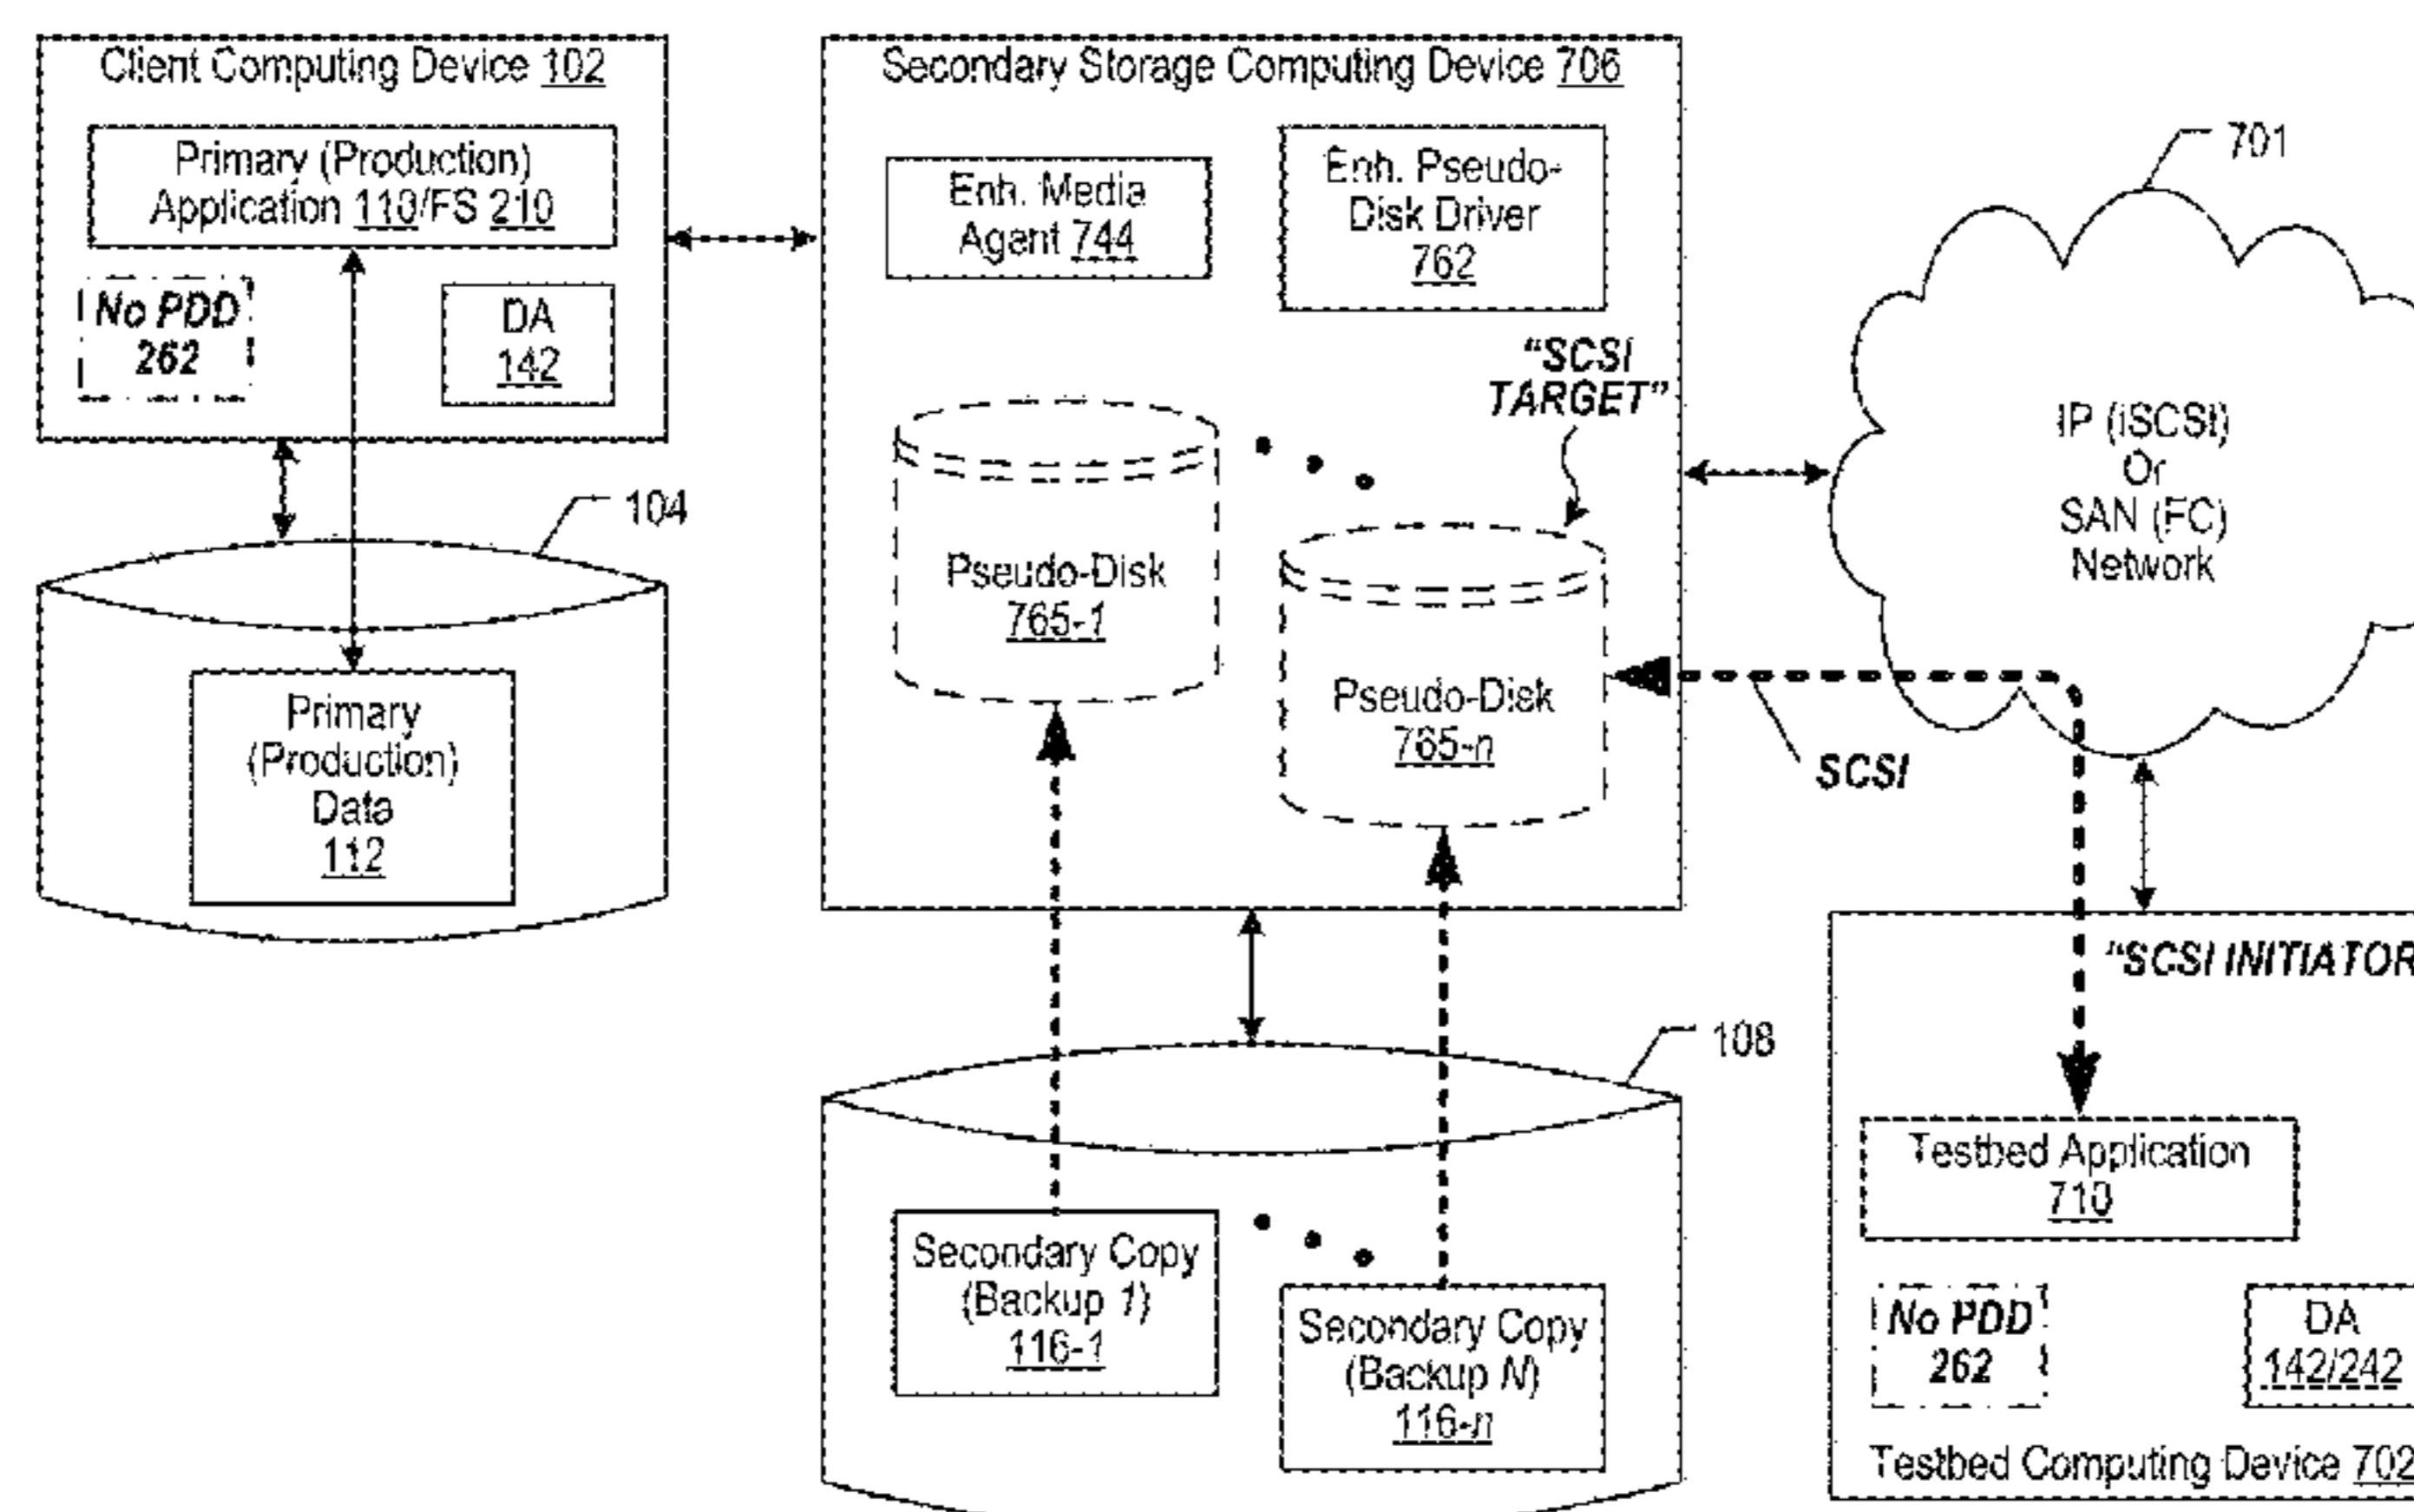 Client Computing Device 102
Primary (Production)
Application 110/FS 210
No PDD
262
DA
142
104
Primary
(Production)
Data
112
Secondary Storage Computing Device 706
Enh. Media
Agent 744
Enh. Pseudo-
Disk Driver
762
“SCSI
TARGET”
Pseudo-Disk
765-1
Pseudo-Disk
765-n
701
IP (iSCSI)
Or
SAN (FC)
Network
SCSI
108
Secondary Copy
(Backup 1)
116-1
Secondary Copy
(Backup N)
116-n
“SCSI INITIATOR
Testbed Application
710
No PDD
262
DA
142/242
Testbed Computing Device 702